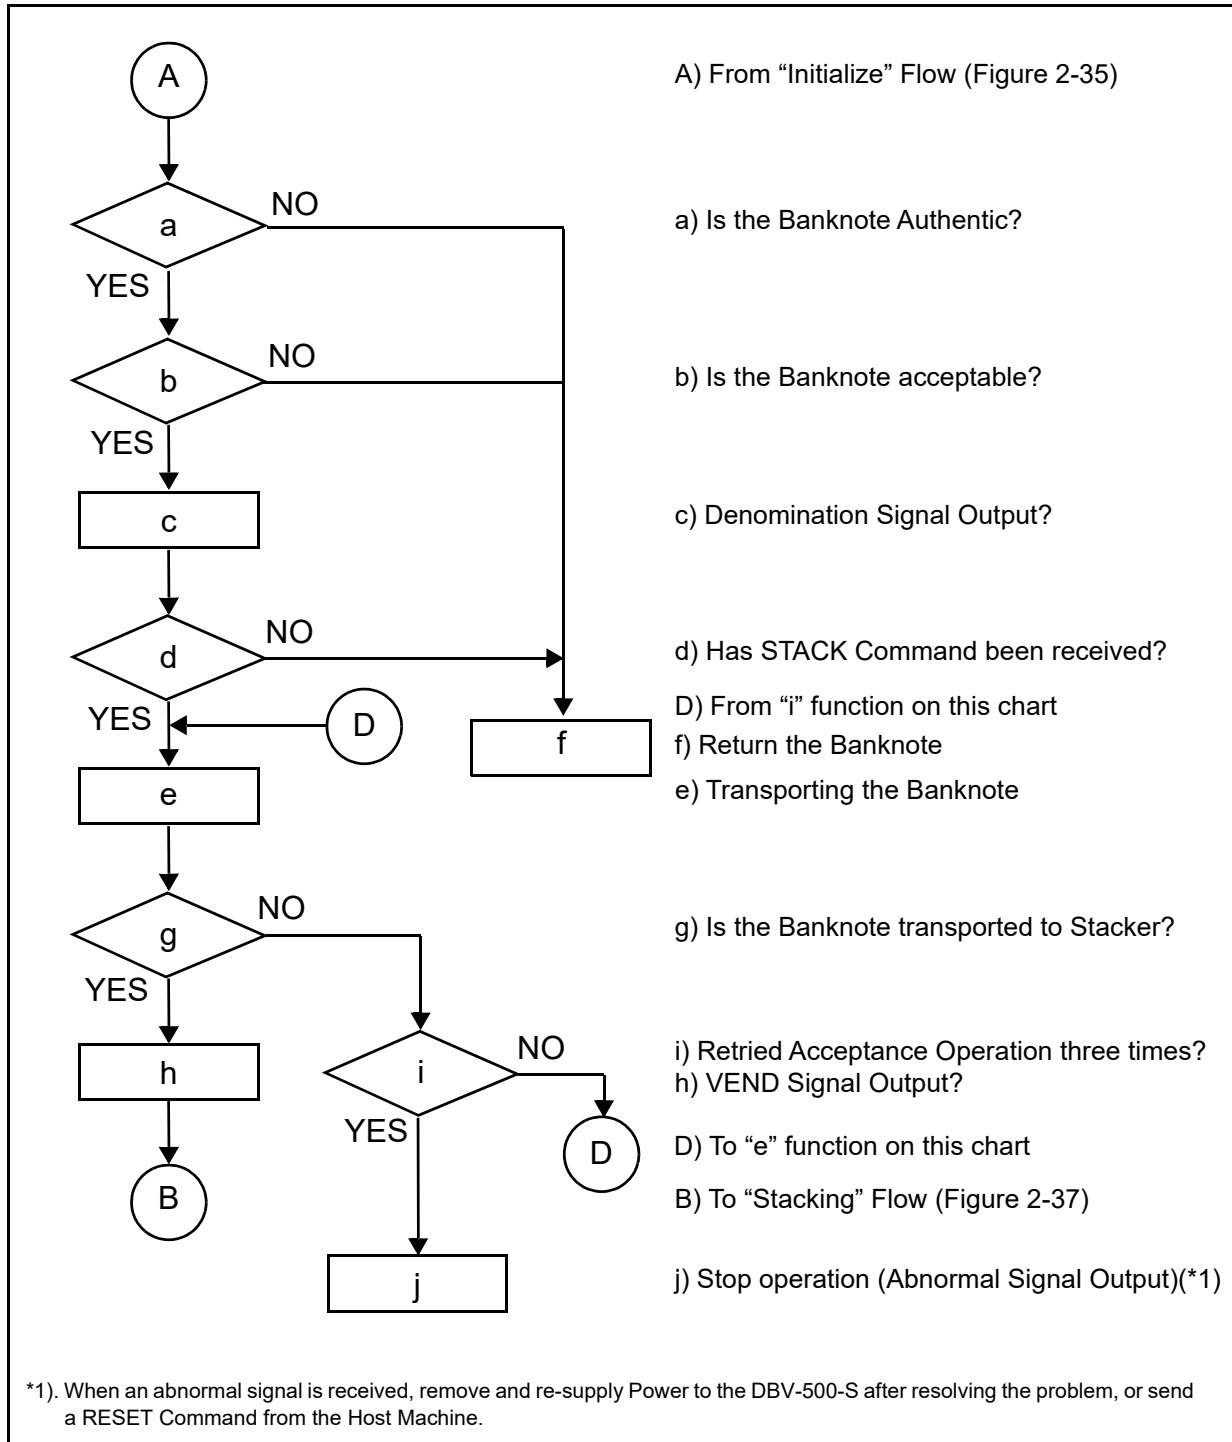 A
A) From “Initialize” Flow (Figure 2-35)
a
NO
a) Is the Banknote Authentic?
YES
b
NO
b) Is the Banknote acceptable?
YES
c
c) Denomination Signal Output?
d
NO
d) Has STACK Command been received?
YES
D
D) From “i” function on this chart
f
f) Return the Banknote
e
e) Transporting the Banknote
g
NO
g) Is the Banknote transported to Stacker?
YES
h
i
NO
i) Retried Acceptance Operation three times?
h) VEND Signal Output?
YES
D
D) To “e” function on this chart
B
B) To “Stacking” Flow (Figure 2-37)
j
j) Stop operation (Abnormal Signal Output)(*1)
*1). When an abnormal signal is received, remove and re-supply Power to the DBV-500-S after resolving the problem, or send
a RESET Command from the Host Machine.